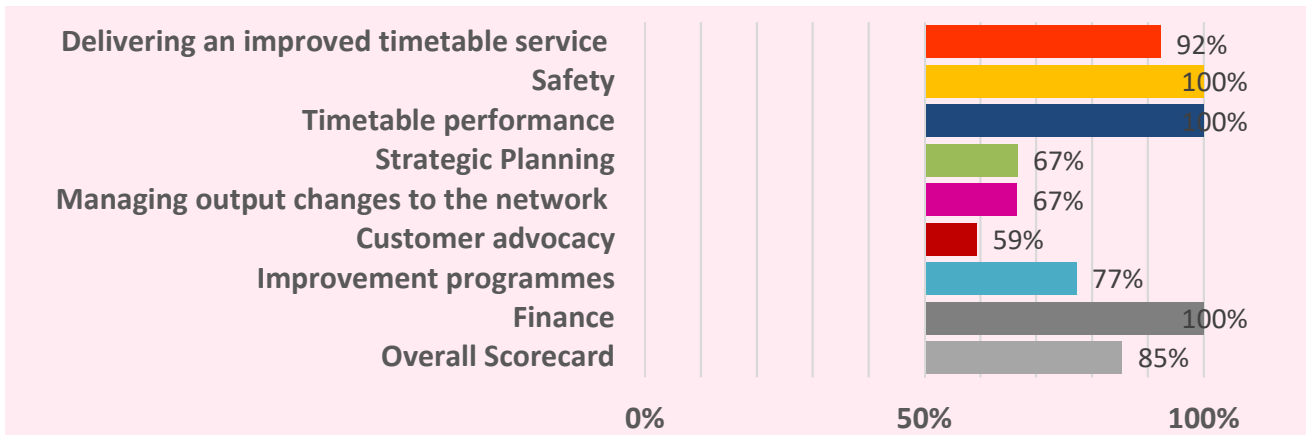 Delivering an improved timetable service 92%
Safety 100%
Timetable performance 100%
Strategic Planning 67%
Managing output changes to the network 67%
Customer advocacy 59%
Improvement programmes 77%
Finance 100%
Overall Scorecard 85%
0% 50% 100%